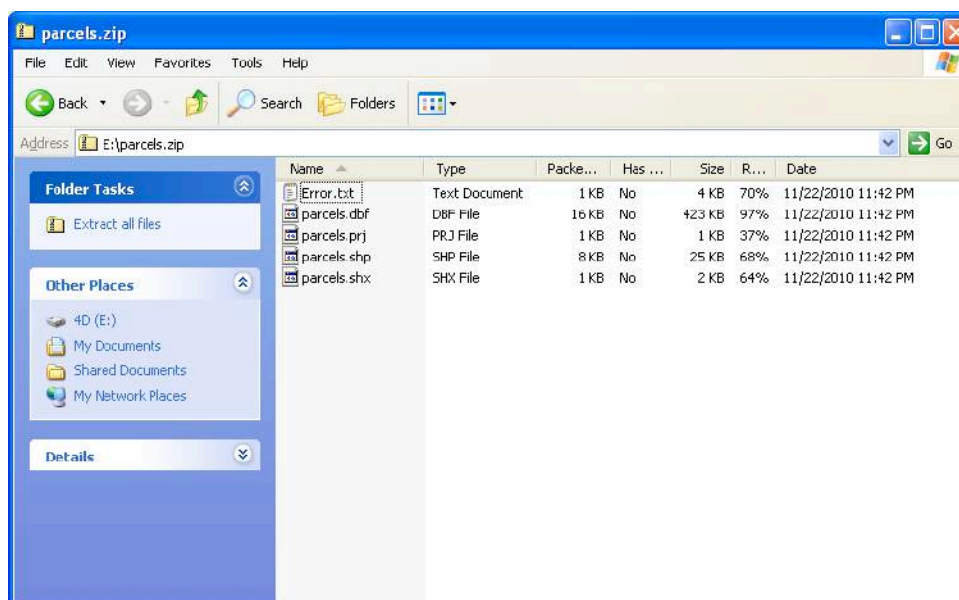 parcels.zip
File Edit View Favorites Tools Help
Back Search Folders
Address E:\parcels.zip Go
Folder Tasks
Extract all files
Other Places
4D (E:)
My Documents
Shared Documents
My Network Places
Details
Name Type Packe... Has ... Size R... Date
Error.txt Text Document 1 KB No 4 KB 70% 11/22/2010 11:42 PM
parcels.dbf DBF File 16 KB No 423 KB 97% 11/22/2010 11:42 PM
parcels.prj PRJ File 1 KB No 1 KB 37% 11/22/2010 11:42 PM
parcels.shp SHP File 8 KB No 25 KB 68% 11/22/2010 11:42 PM
parcels.shx SHX File 1 KB No 2 KB 64% 11/22/2010 11:42 PM